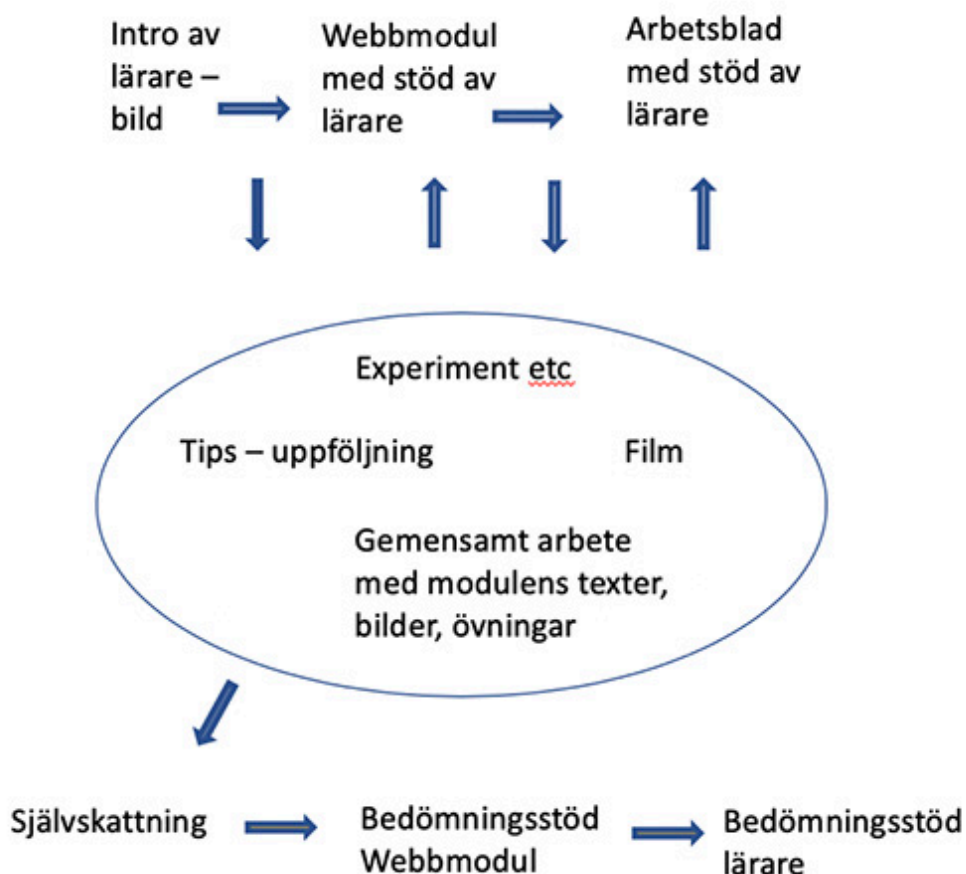 Intro av
lärare –
bild
Webbmodul
med stöd av
lärare
Arbetsblad
med stöd av
lärare
Experiment etc
Tips – uppföljning
Film
Gemensamt arbete
med modulens texter,
bilder, övningar
Självskattning
Bedömningsstöd
Webbmodul
Bedömningsstöd
lärare